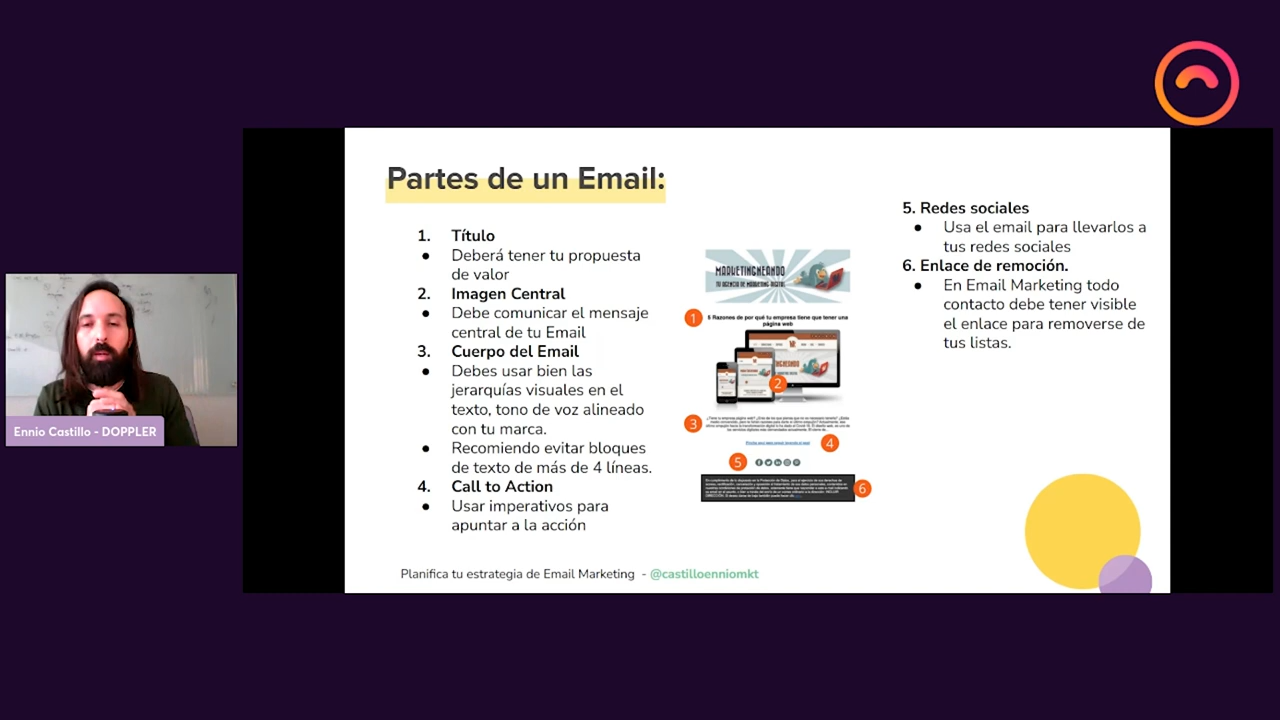 Partes de un Email:
1. Título
● Deberá tener tu propuesta
de valor
2. Imagen Central
● Debe comunicar el mensaje
central de tu Email
3. Cuerpo del Email
● Debes usar bien las
jerarquías visuales en el
texto, tono de voz alineado
con tu marca.
● Recomiendo evitar bloques
de texto de más de 4 líneas.
4. Call to Action
● Usar imperativos para
apuntar a la acción
MARKETINGNEANDO
TU AGENCIA DE MARKETING DIGITAL
1
5 Razones de por qué tu empresa tiene que tener una
página web
2
3
4
5
6
5. Redes sociales
● Usa el email para llevarlos a
tus redes sociales
6. Enlace de remoción.
● En Email Marketing todo
contacto debe tener visible
el enlace para removerse de
tus listas.
Planifica tu estrategia de Email Marketing - @castilloenniomkt
Ennio Castillo - DOPPLER